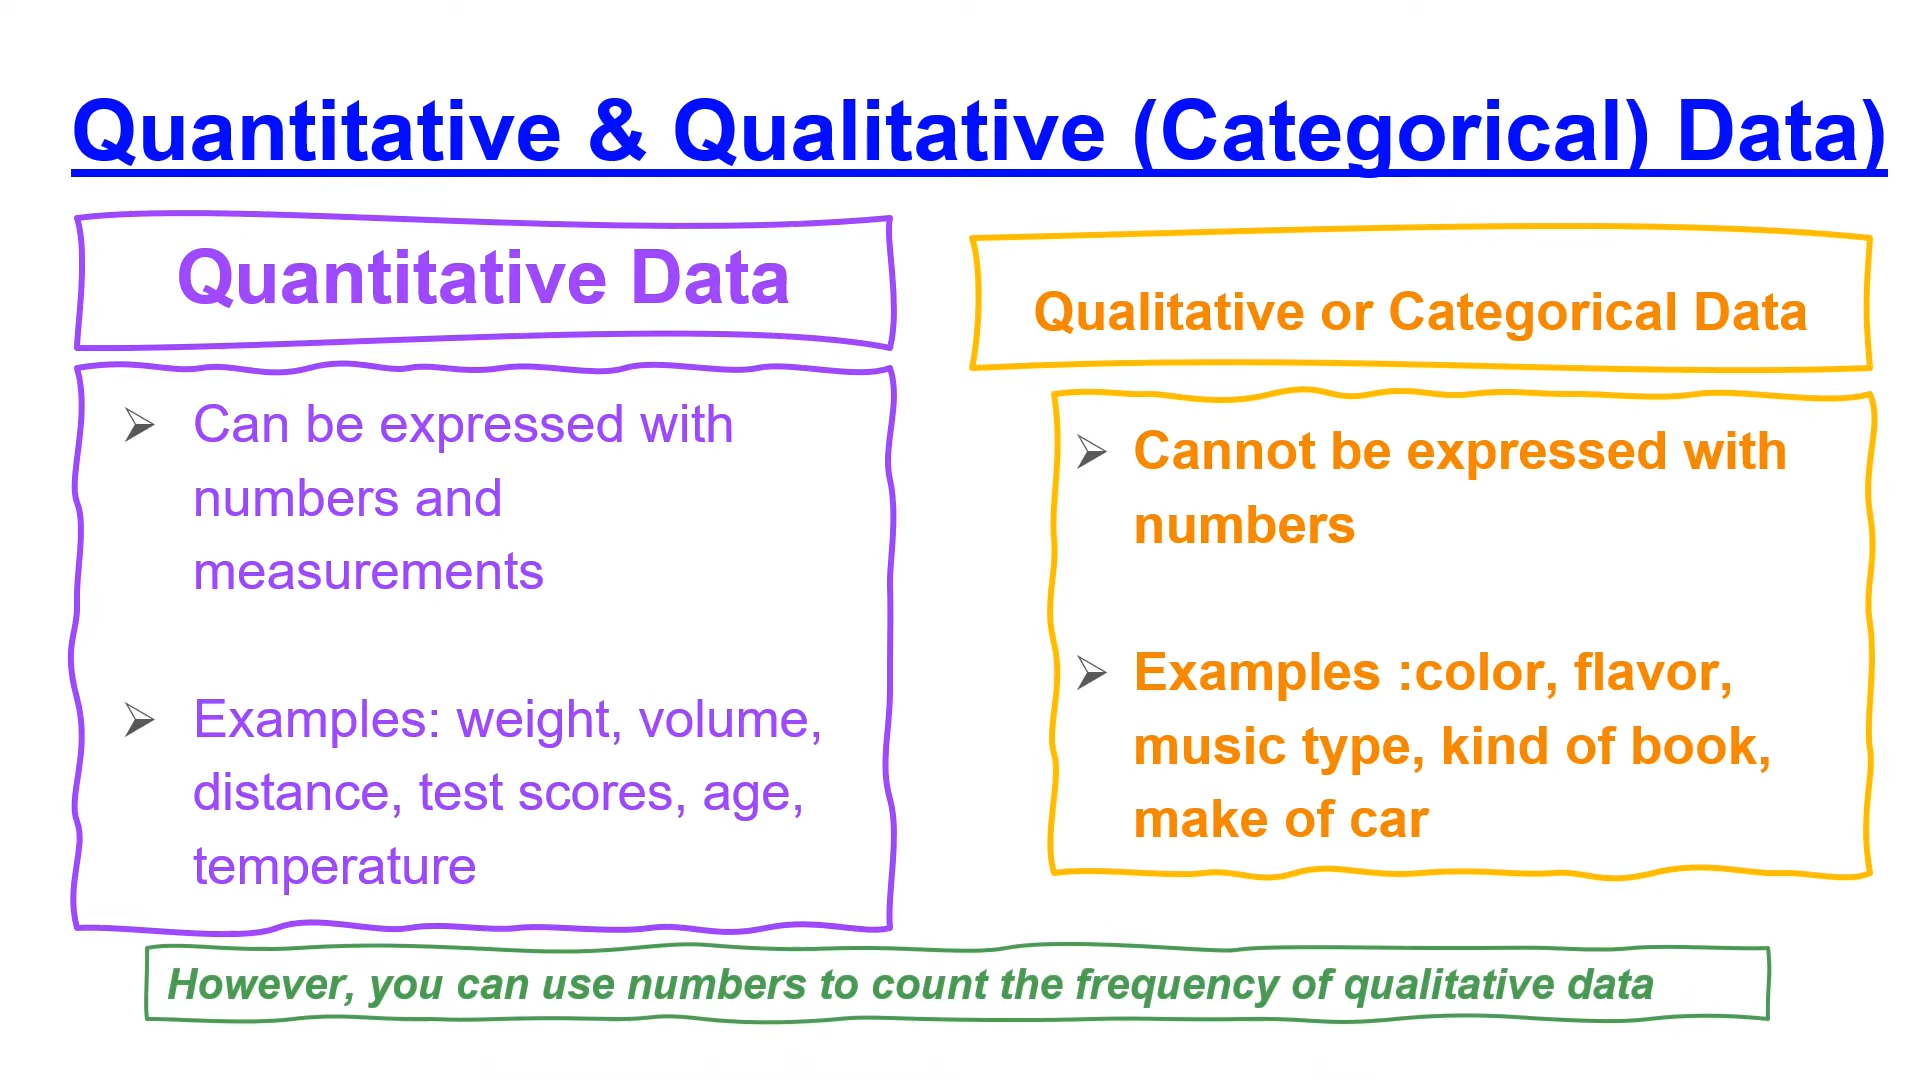 Quantitative & Qualitative (Categorical) Data)
Quantitative Data
Can be expressed with
numbers and
measurements
Examples: weight, volume,
distance, test scores, age,
temperature
Qualitative or Categorical Data
Cannot be expressed with
numbers
Examples :color, flavor,
music type, kind of book,
make of car
However, you can use numbers to count the frequency of qualitative data